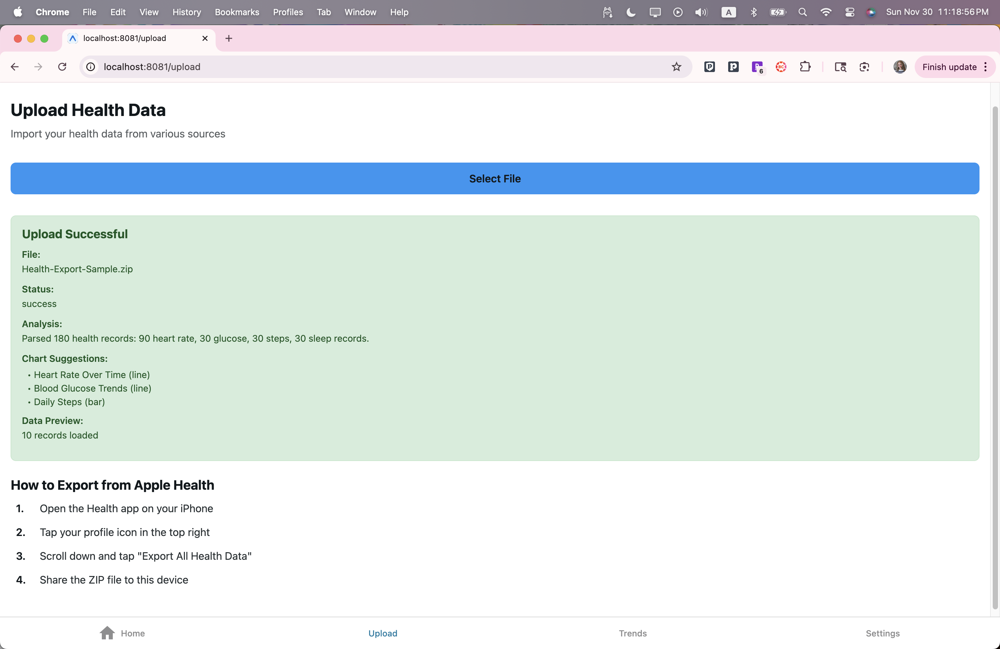 Chrome File Edit View History Bookmarks Profiles Tab Window Help A Sun Nov 30 11:18:56 PM
localhost:8081/upload
localhost:8081/upload
6
BC
Finish update
Upload Health Data
Import your health data from various sources
Select File
Upload Successful
File:
Health-Export-Sample.zip
Status:
success
Analysis:
Parsed 180 health records: 90 heart rate, 30 glucose, 30 steps, 30 sleep records.
Chart Suggestions:
• Heart Rate Over Time (line)
• Blood Glucose Trends (line)
• Daily Steps (bar)
Data Preview:
10 records loaded
How to Export from Apple Health
1. Open the Health app on your iPhone
2. Tap your profile icon in the top right
3. Scroll down and tap "Export All Health Data"
4. Share the ZIP file to this device
Home Upload Trends Settings